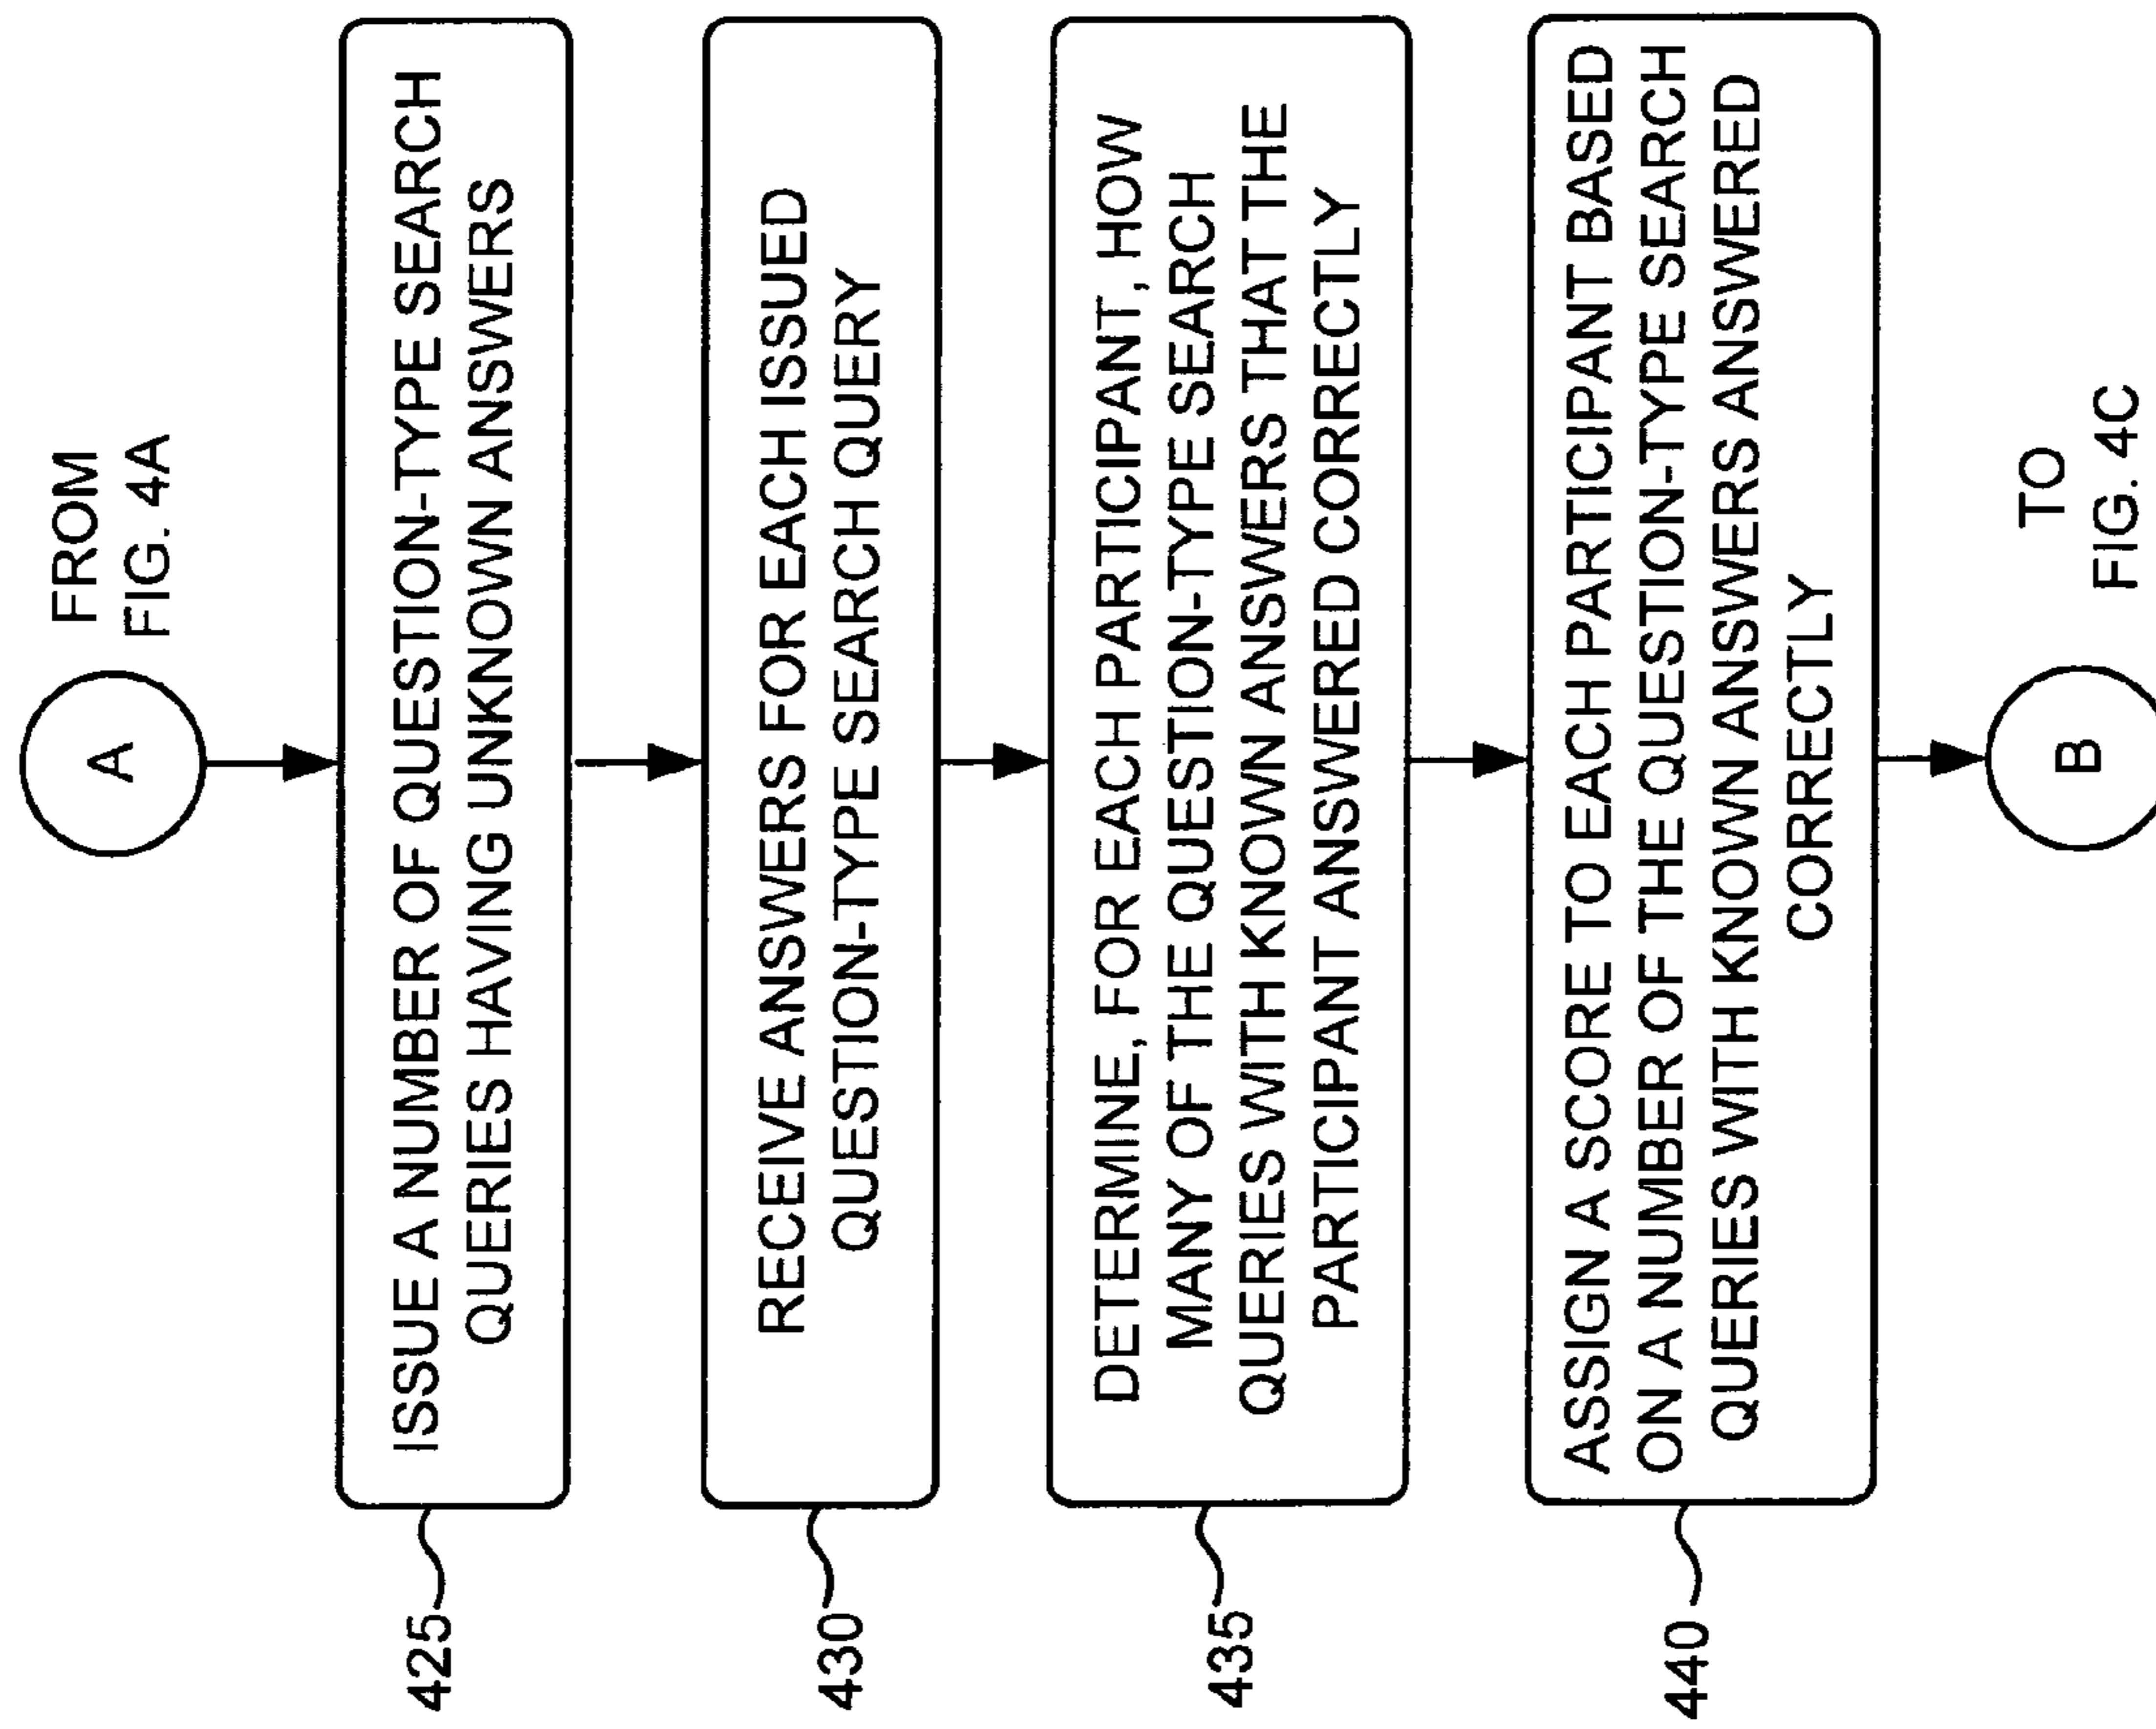 FROM
FIG. 4A
A
425
ISSUE A NUMBER OF QUESTION-TYPE SEARCH
QUERIES HAVING UNKNOWN ANSWERS
430
RECEIVE ANSWERS FOR EACH ISSUED
QUESTION-TYPE SEARCH QUERY
435
DETERMINE, FOR EACH PARTICIPANT, HOW
MANY OF THE QUESTION-TYPE SEARCH
QUERIES WITH KNOWN ANSWERS THAT THE
PARTICIPANT ANSWERED CORRECTLY
440
ASSIGN A SCORE TO EACH PARTICIPANT BASED
ON A NUMBER OF THE QUESTION-TYPE SEARCH
QUERIES WITH KNOWN ANSWERS ANSWERED
CORRECTLY
B
TO
FIG. 4C